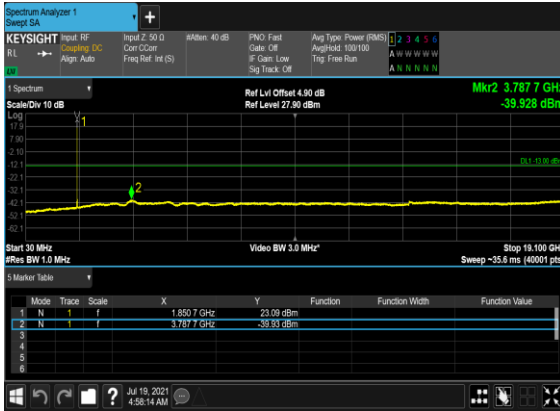 Spectrum Analyzer 1
Swept SA
+
KEYSIGHT
RL
Input: RF
Coupling: DC
Align: Auto
Input Z: 50 Ω
Corr CCorr
Freq Ref: Int (S)
#Atten: 40 dB
PNO: Fast
Gate: Off
IF Gain: Low
Sig Track: Off
Avg Type: Power (RMS)
Avg|Hold: 100/100
Trig: Free Run
1 2 3 4 5 6
A W W W W W
A N N N N N
1 Spectrum
Scale/Div 10 dB
Ref Lvl Offset 4.90 dB
Ref Level 27.90 dBm
Mkr2 3.787 7 GHz
-39.928 dBm
Log
17.9
7.90
-2.10
-12.1
-22.1
-32.1
-42.1
-52.1
-62.1
1
2
DL1 -13.00 dBm
Start 30 MHz
#Res BW 1.0 MHz
Video BW 3.0 MHz*
Stop 19.100 GHz
Sweep ~35.6 ms (40001 pts)
5 Marker Table
Mode Trace Scale X Y Function Function Width Function Value
1 N 1 f 1.850 7 GHz 23.09 dBm
2 N 1 f 3.787 7 GHz -39.93 dBm
3
4
5
6
?
Jul 19, 2021
4:58:14 AM